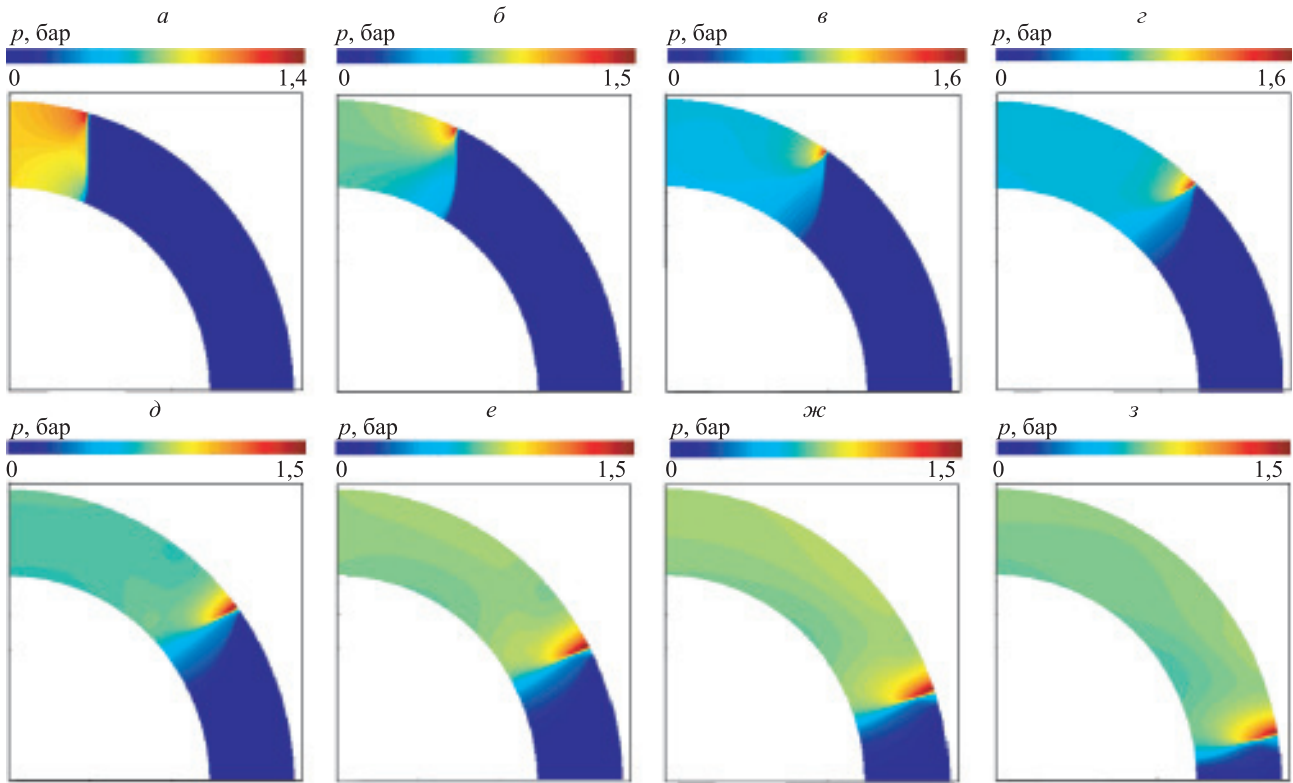 а б в г
p, бар p, бар p, бар p, бар
0 1,4 0 1,5 0 1,6 0 1,6
д е ж з
p, бар p, бар p, бар p, бар
0 1,5 0 1,5 0 1,5 0 1,5